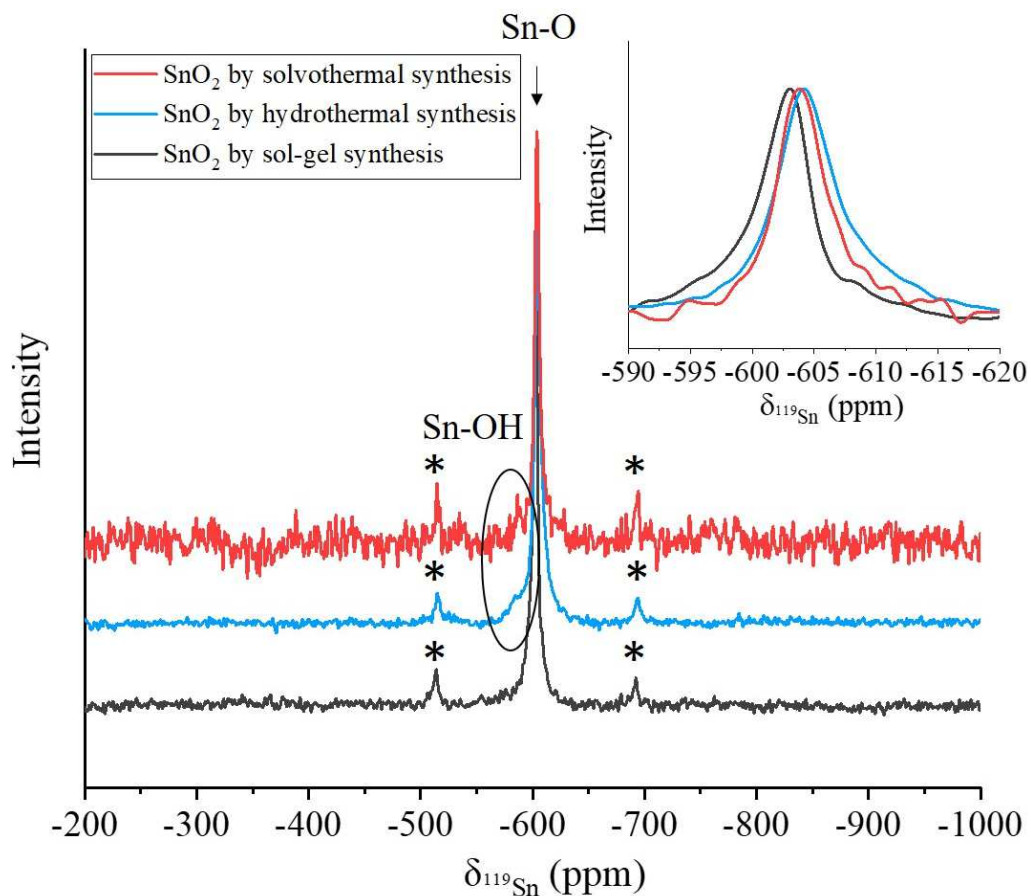 Sn-O
SnO₂ by solvothermal synthesis
SnO₂ by hydrothermal synthesis
SnO₂ by sol-gel synthesis
Intensity
-590 -595 -600 -605 -610 -615 -620
δ¹¹⁹Sn (ppm)
Intensity
Sn-OH
* *
* *
* *
-200 -300 -400 -500 -600 -700 -800 -900 -1000
δ¹¹⁹Sn (ppm)